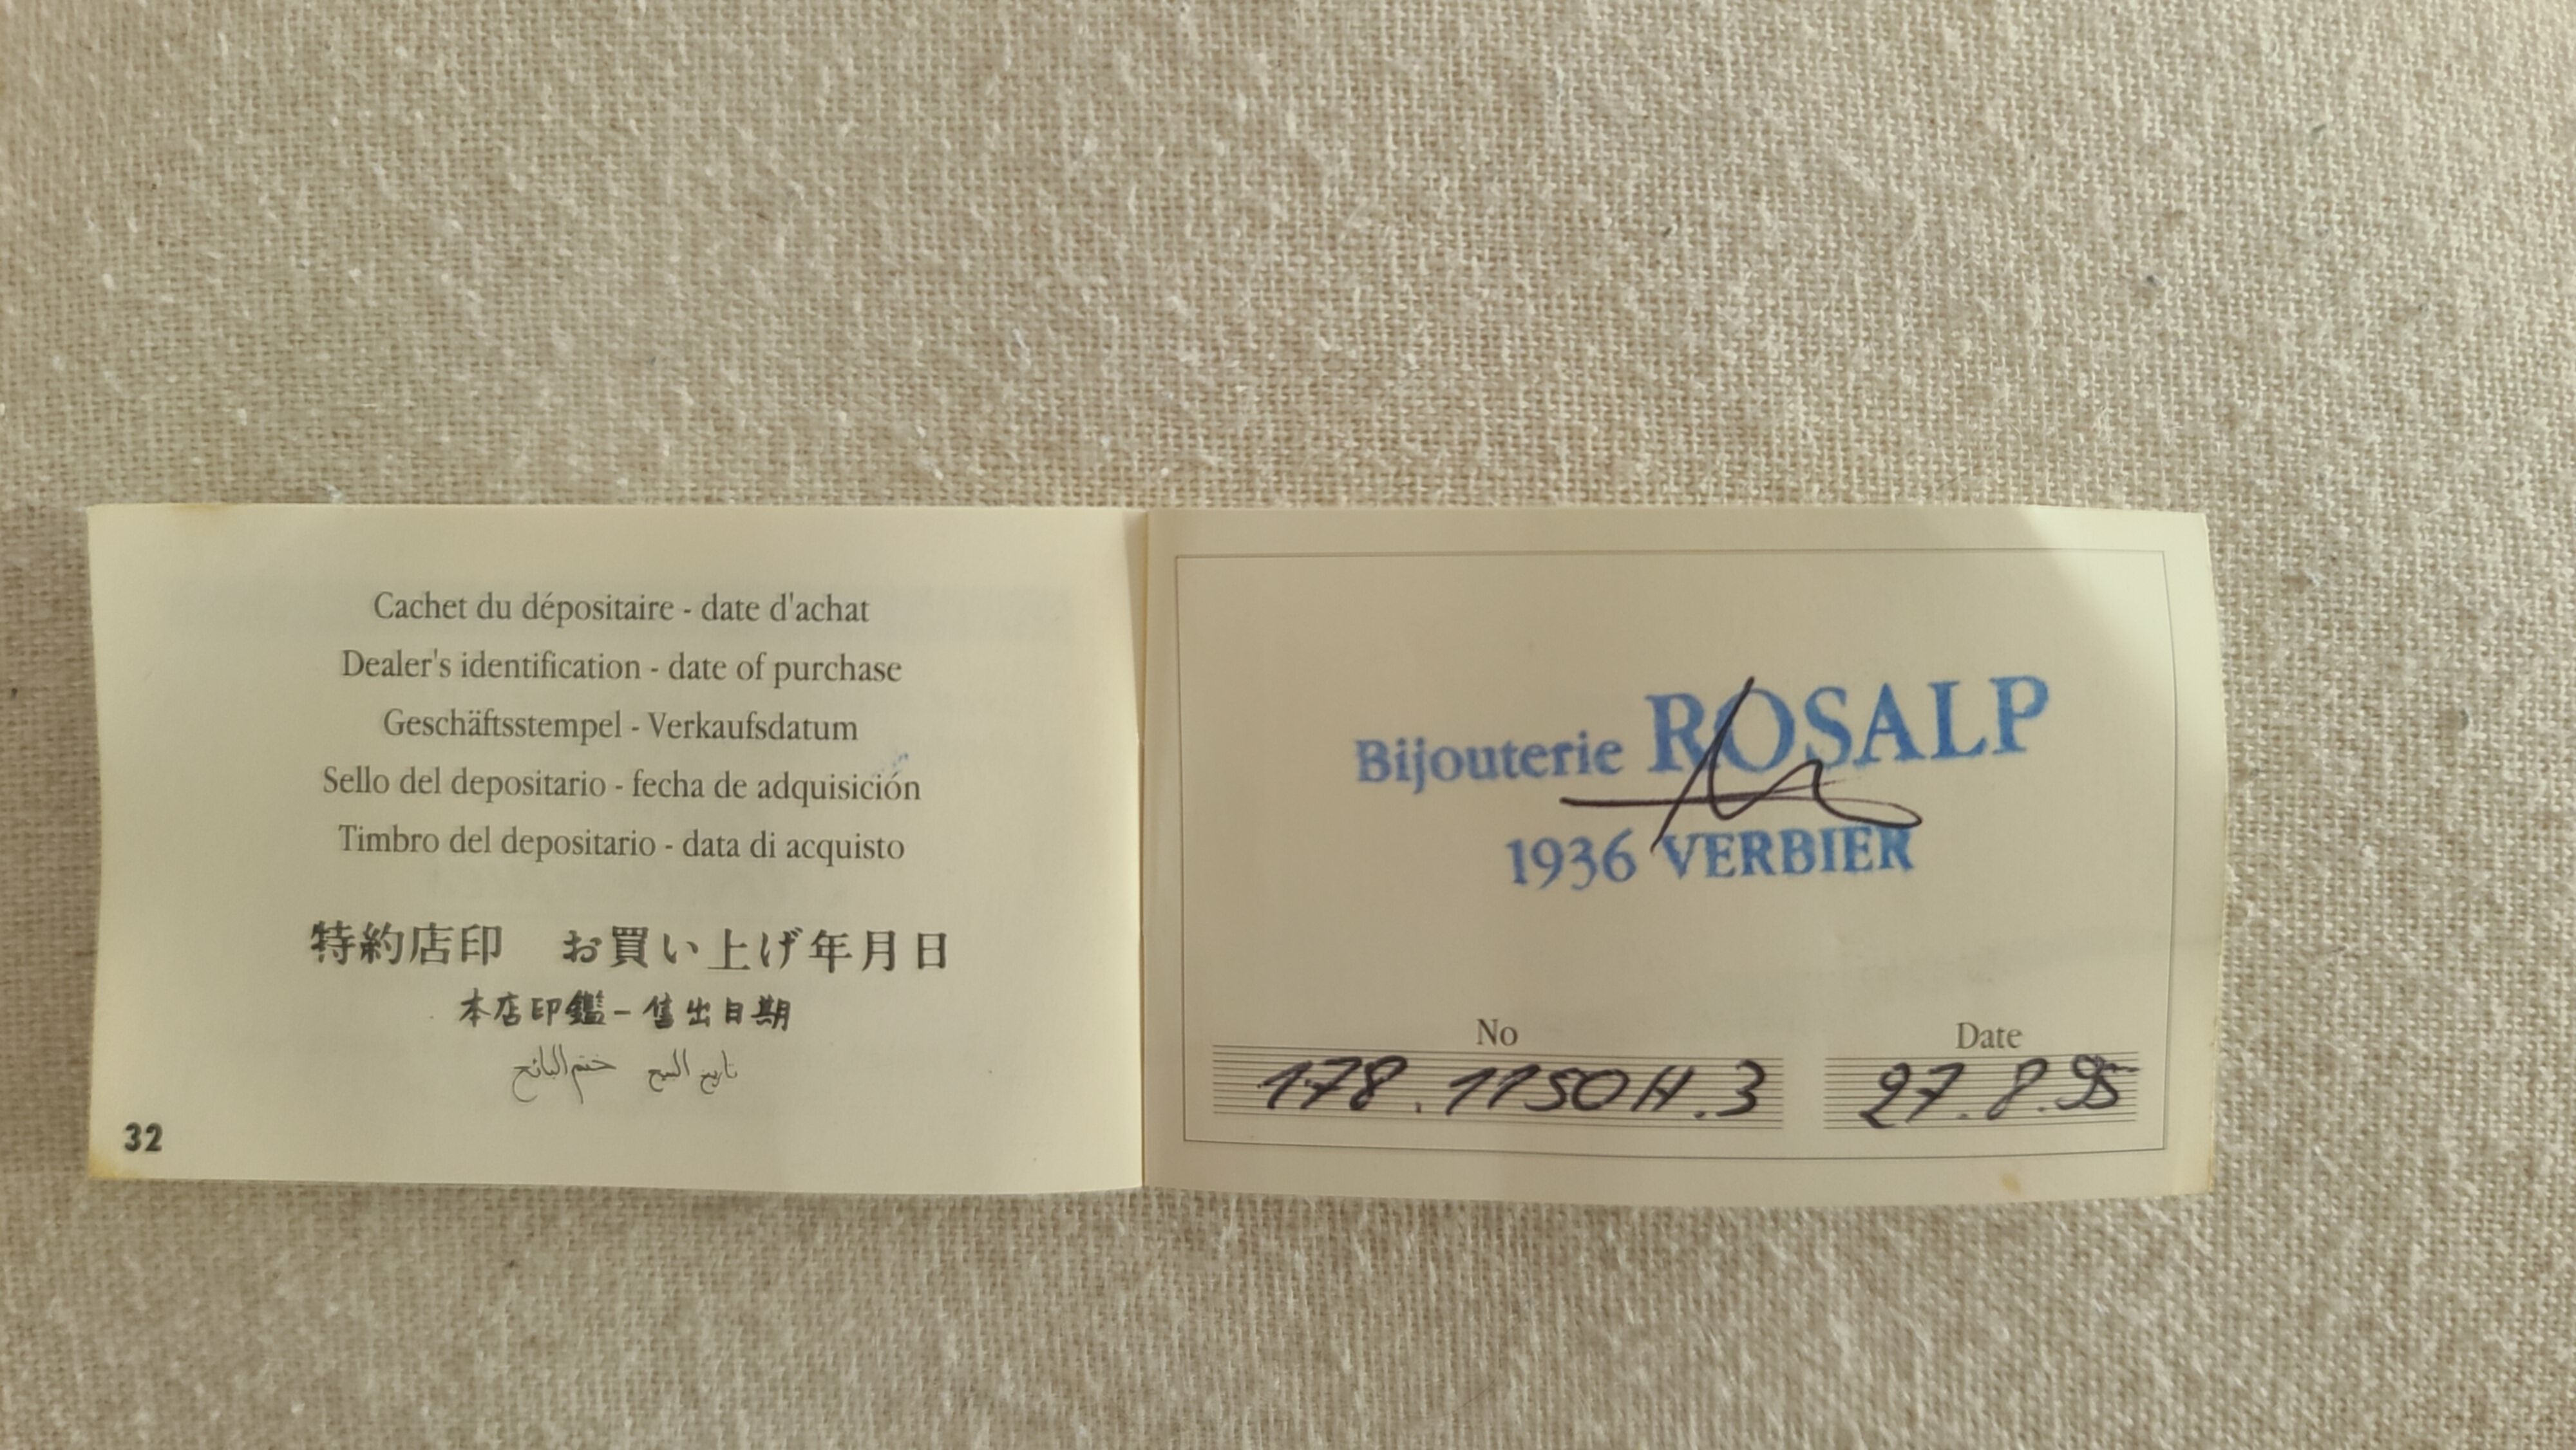 Cachet du dépositaire - date d'achat
Dealer's identification - date of purchase
Geschäftsstempel - Verkaufsdatum
Sello del depositario - fecha de adquisición
Timbro del depositario - data di acquisto
特約店印　お買い上げ年月日
本店印鑑-售出日期
تاريخ البيع ختم البائع
32
Bijouterie ROSALP
1936 VERBIER
No
178.1150H.3
Date
27.8.95